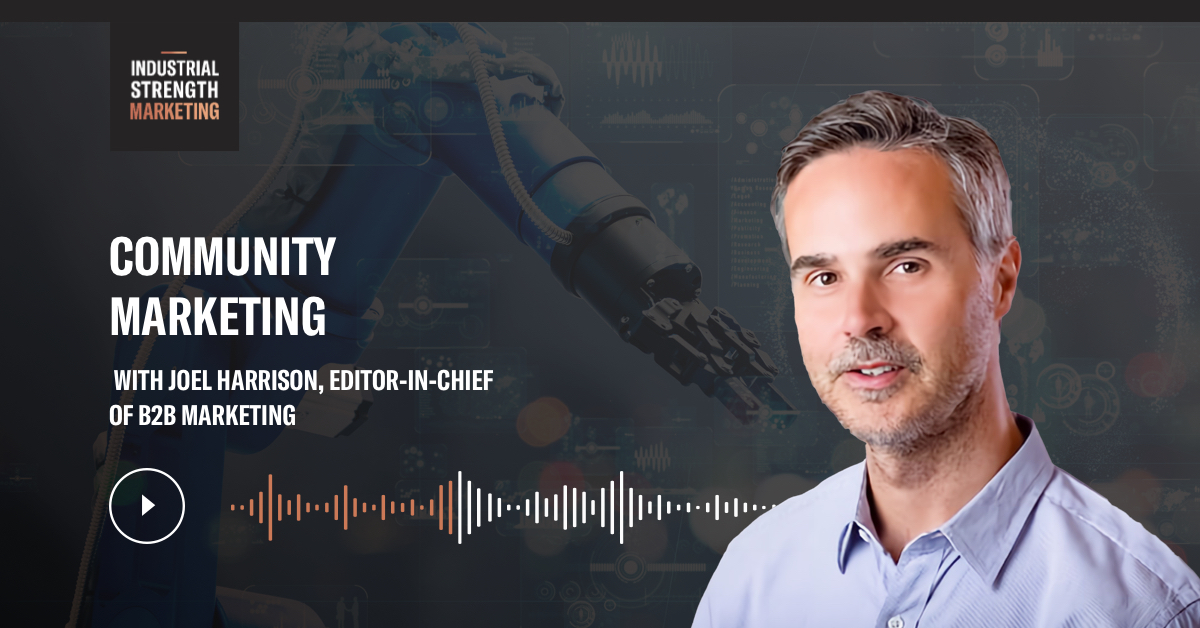 INDUSTRIAL
STRENGTH
MARKETING
COMMUNITY
MARKETING
WITH JOEL HARRISON, EDITOR-IN-CHIEF
OF B2B MARKETING